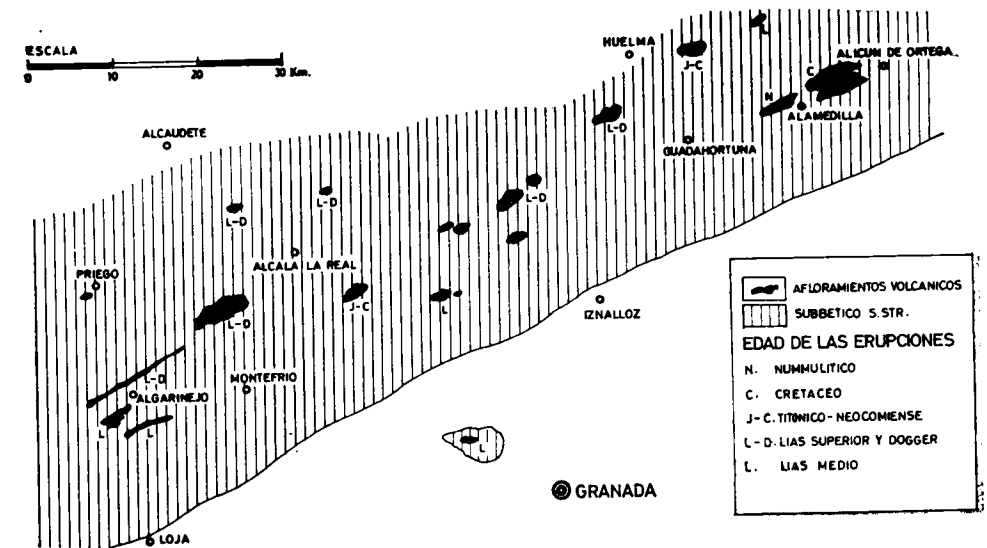 ESCALA
0 10 20 30 Km.
L
HUELMA
J-C
ALICUN DE ORTEGA
C
N
ALAMEDILLA
L-D
GUADAHORTUNA
ALCAUDETE
L-D
L-D
L-D
ALCALA LA REAL
PRIEGO
L-D
J-C
L
IZNALLOZ
L-D
MONTEFRIO
ALGARINEJO
L
L
L
GRANADA
LOJA
AFLORAMIENTOS VOLCANICOS
SUBBETICO S. STR.
EDAD DE LAS ERUPCIONES
N. NUMMULITICO
C. CRETACEO
J-C. TITONICO-NEOCOMIENSE
L-D. LIAS SUPERIOR Y DOGGER
L. LIAS MEDIO